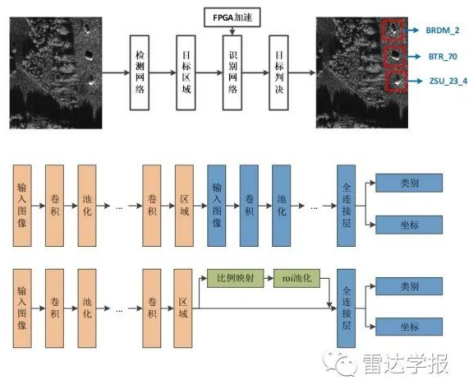 FPGA加速
检测网络
目标区域
识别网络
目标判决
BRDM_2
BTR_70
ZSU_23_4
输入图像
卷积
池化
...
卷积
区域
输入图像
卷积
池化
...
全连接层
类别
坐标
输入图像
卷积
池化
...
卷积
区域
比例映射
roi池化
全连接层
类别
坐标
雷达学报